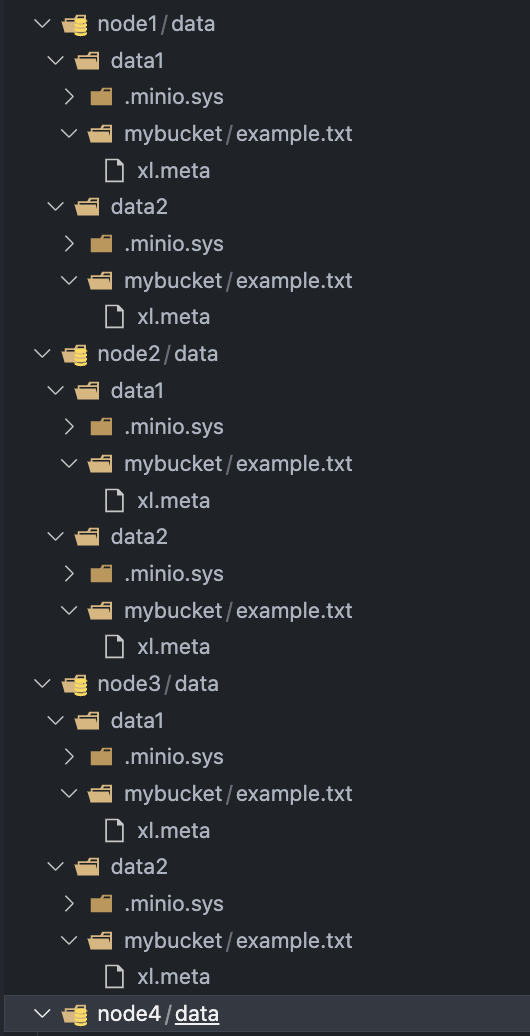 node1/data
data1
.minio.sys
mybucket/example.txt
xl.meta
data2
.minio.sys
mybucket/example.txt
xl.meta
node2/data
data1
.minio.sys
mybucket/example.txt
xl.meta
data2
.minio.sys
mybucket/example.txt
xl.meta
node3/data
data1
.minio.sys
mybucket/example.txt
xl.meta
data2
.minio.sys
mybucket/example.txt
xl.meta
node4/data